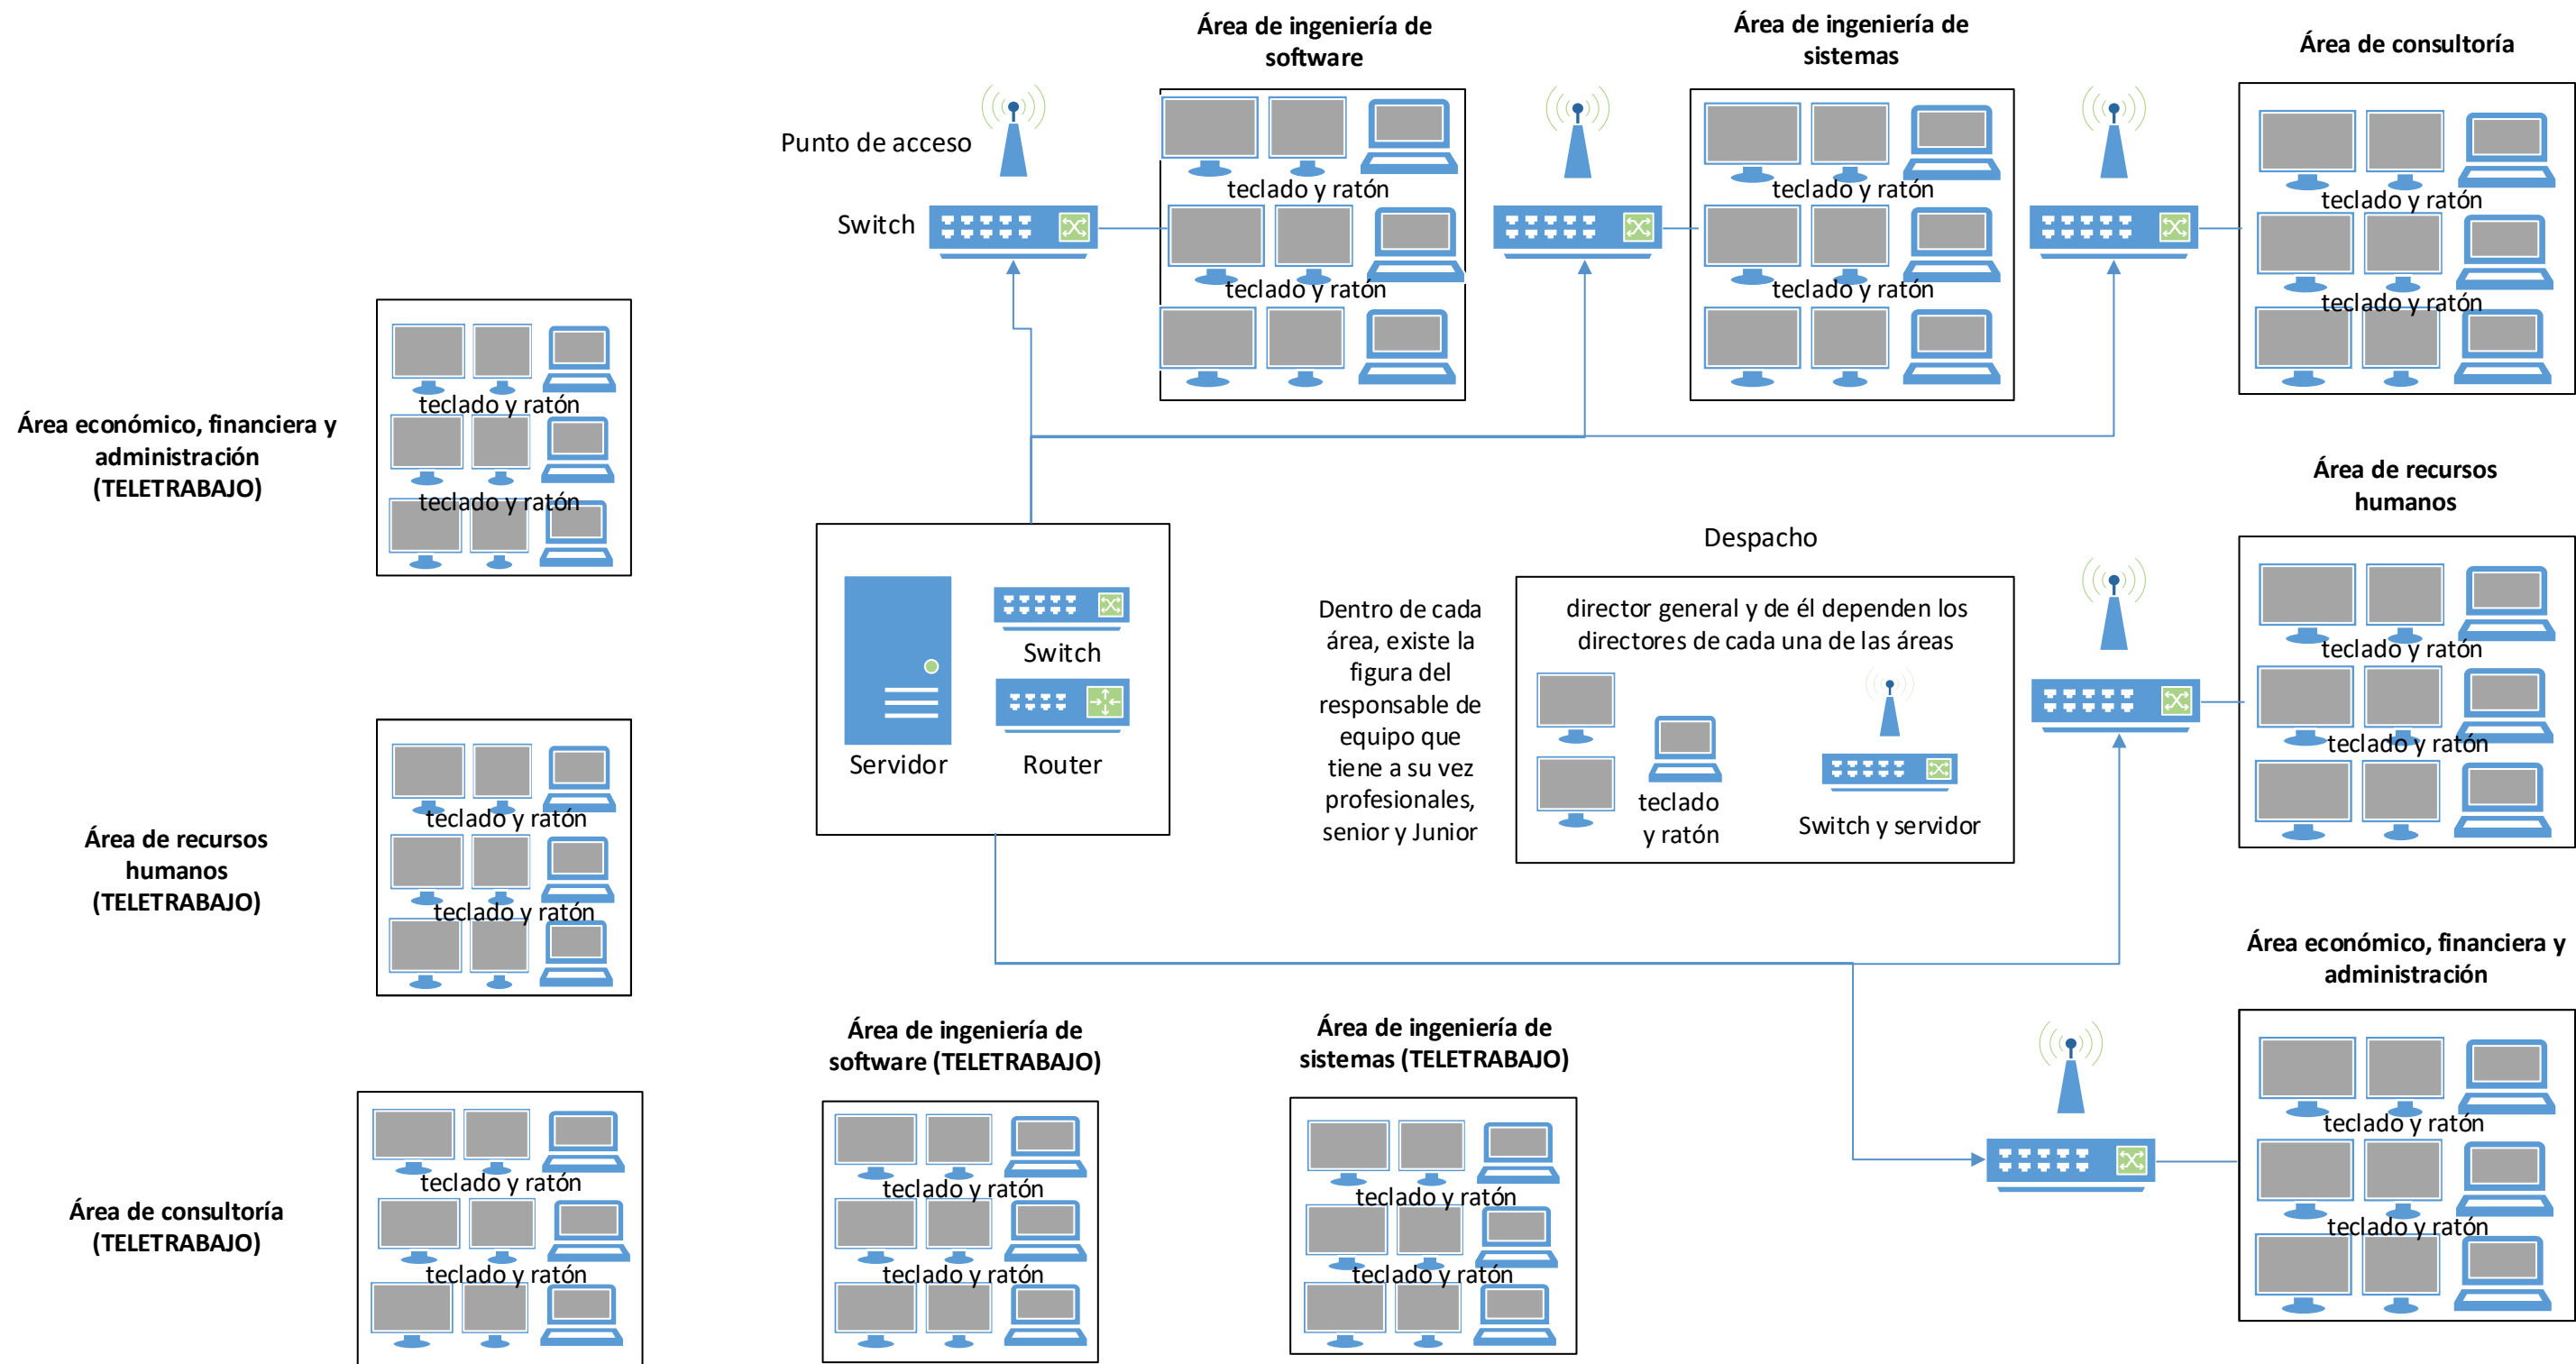 Área de ingeniería de
software
Área de ingeniería de
sistemas
Área de consultoría
Punto de acceso
Switch
teclado y ratón
teclado y ratón
teclado y ratón
teclado y ratón
teclado y ratón
teclado y ratón
Área económico, financiera y
administración
(TELETRABAJO)
teclado y ratón
teclado y ratón
Servidor
Switch
Router
Dentro de cada
área, existe la
figura del
responsable de
equipo que
tiene a su vez
profesionales,
senior y Junior
Despacho
director general y de él dependen los
directores de cada una de las áreas
teclado
y ratón
Switch y servidor
Área de recursos
humanos
teclado y ratón
teclado y ratón
Área de recursos
humanos
(TELETRABAJO)
teclado y ratón
teclado y ratón
Área económico, financiera y
administración
teclado y ratón
teclado y ratón
Área de consultoría
(TELETRABAJO)
teclado y ratón
teclado y ratón
Área de ingeniería de
software (TELETRABAJO)
teclado y ratón
teclado y ratón
Área de ingeniería de
sistemas (TELETRABAJO)
teclado y ratón
teclado y ratón